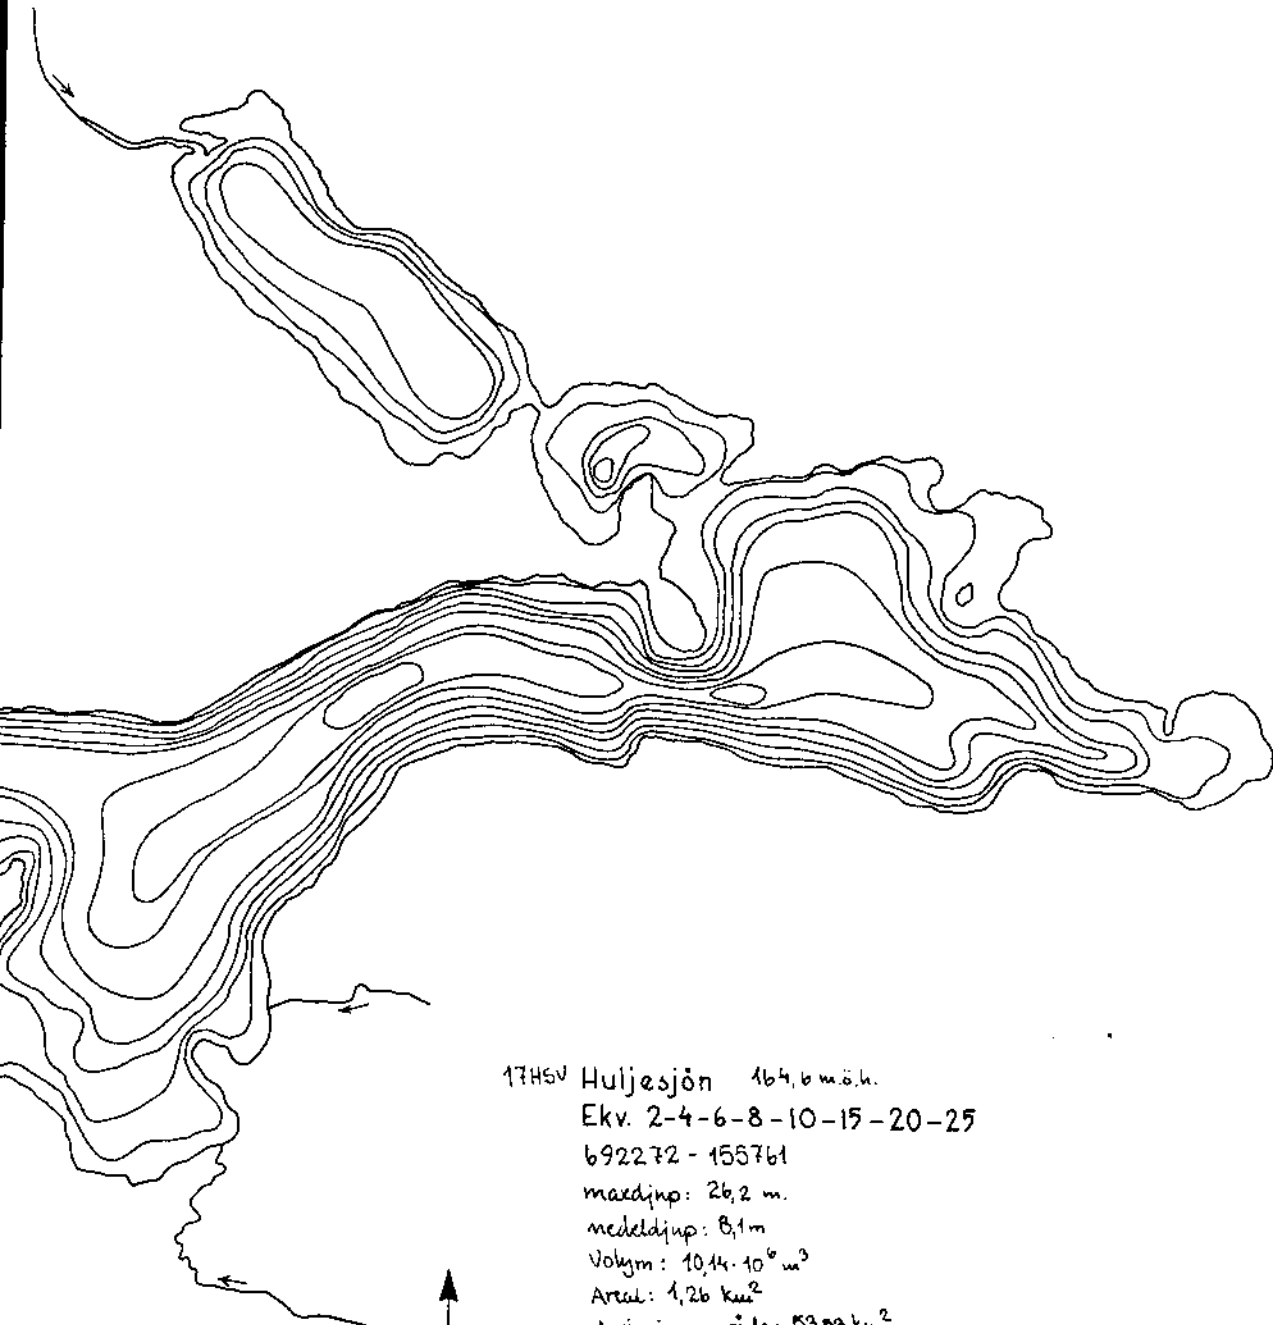 17HSV Huljesjön 164,6 m.ö.h.
Ekv. 2-4-6-8-10-15-20-25
692272 - 155761
maxdjup: 26,2 m.
medeldjup: 8,1 m
Volym: 10,14·10⁶ m³
Areal: 1,26 km²